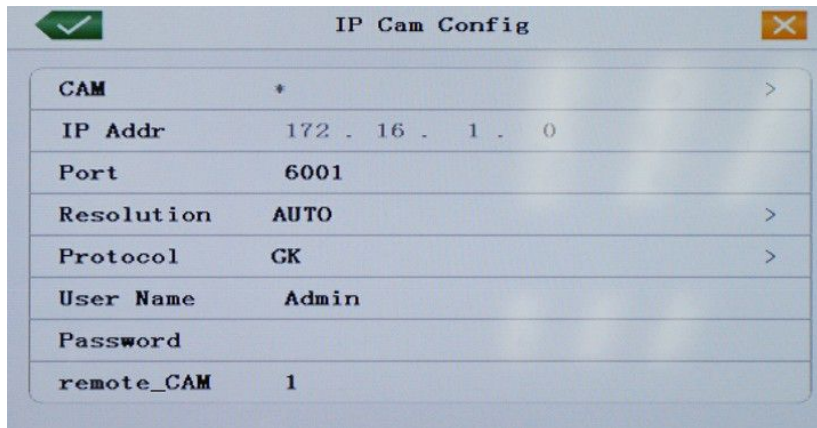 IP Cam Config
CAM *
IP Addr 172 . 16 . 1 . 0
Port 6001
Resolution AUTO
Protocol GK
User Name Admin
Password
remote_CAM 1